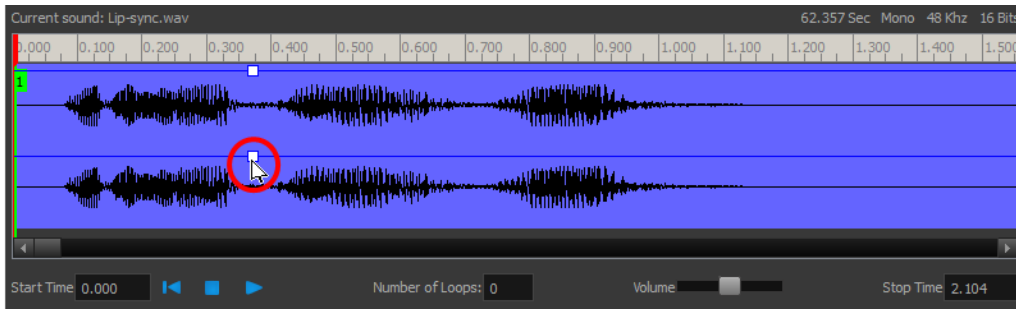 Current sound: Lip-sync.wav 62.357 Sec Mono 48 Khz 16 Bits
0.000 0.100 0.200 0.300 0.400 0.500 0.600 0.700 0.800 0.900 1.000 1.100 1.200 1.300 1.400 1.500
1
Start Time 0.000 Number of Loops: 0 Volume Stop Time 2.104